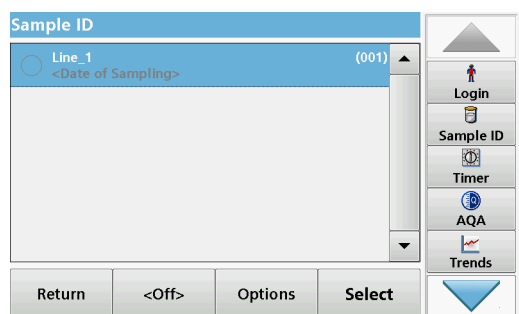 Sample ID
Line_1 (001)
<Date of Sampling>
Login
Sample ID
Timer
AQA
Trends
Return <Off> Options Select